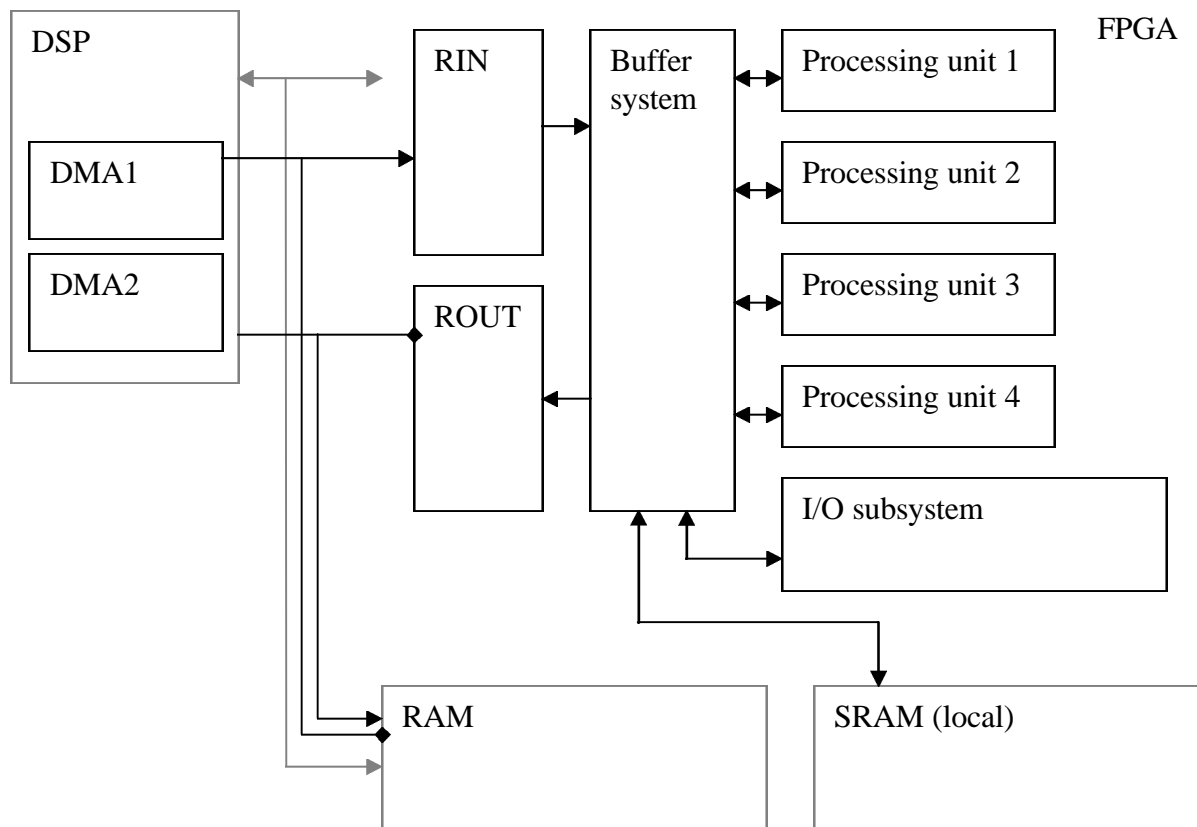 DSP
RIN
Buffer
system
Processing unit 1
FPGA
DMA1
Processing unit 2
DMA2
ROUT
Processing unit 3
Processing unit 4
I/O subsystem
RAM
SRAM (local)